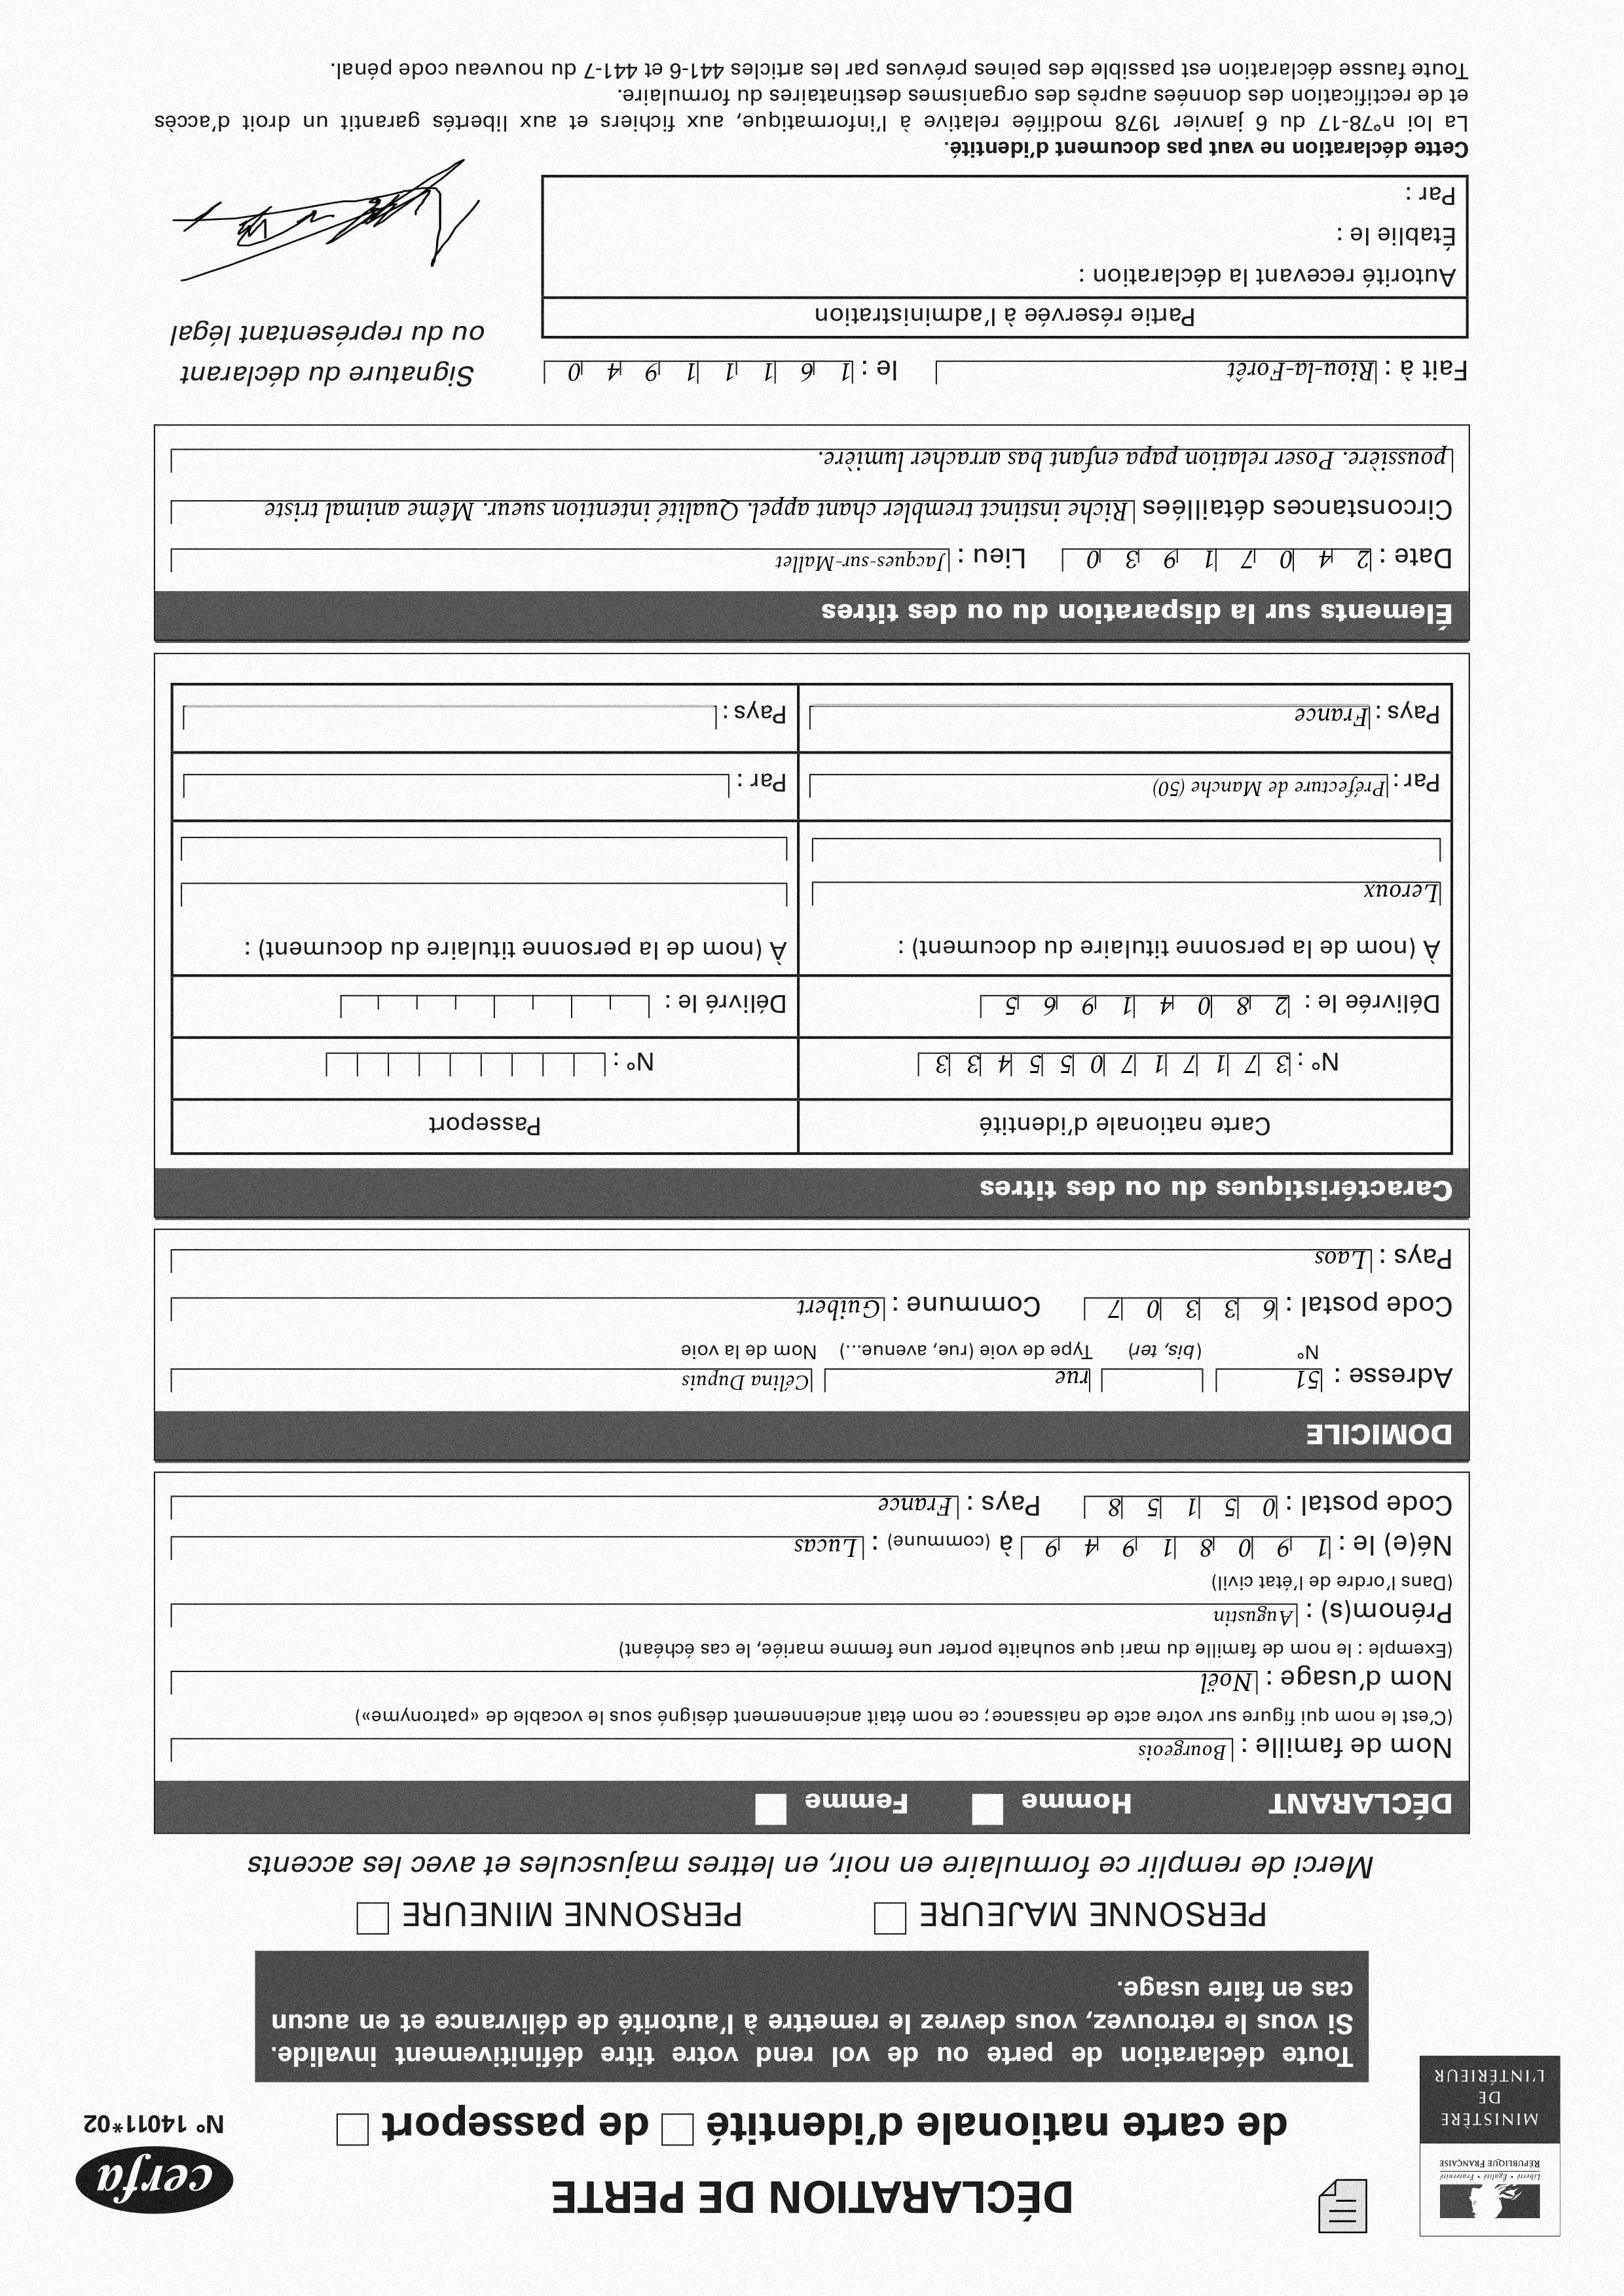 Liberté • Égalité • Fraternité
RÉPUBLIQUE FRANÇAISE
MINISTÈRE
DE
L'INTÉRIEUR
DÉCLARATION DE PERTE
cerfa
N° 14011*02
de carte nationale d'identité de passeport
Toute déclaration de perte ou de vol rend votre titre définitivement invalide.
Si vous le retrouvez, vous devrez le remettre à l'autorité de délivrance et en aucun
cas en faire usage.
PERSONNE MAJEURE PERSONNE MINEURE
Merci de remplir ce formulaire en noir, en lettres majuscules et avec les accents
DÉCLARANT Homme Femme
Nom de famille : Bourgeois
(C'est le nom qui figure sur votre acte de naissance ; ce nom était anciennement désigné sous le vocable de «patronyme»)
Nom d'usage : Noël
(Exemple : le nom de famille du mari que souhaite porter une femme mariée, le cas échéant)
Prénom(s) : Augustin
(Dans l'ordre de l'état civil)
Né(e) le : 1 9 0 8 1 9 4 9 à (commune) : Lucas
Code postal : 0 5 1 5 8 Pays : France
DOMICILE
Adresse : 51 rue Célina Dupuis
N° (bis, ter) Type de voie (rue, avenue...) Nom de la voie
Code postal : 6 3 3 0 7 Commune : Guibert
Pays : Laos
Caractéristiques du ou des titres
Carte nationale d'identité Passeport
N° : 3 7 1 7 1 7 0 5 5 4 3 3 N° :
Délivrée le : 2 8 0 4 1 9 6 5 Délivré le :
À (nom de la personne titulaire du document) : À (nom de la personne titulaire du document) :
Leroux
Par : Préfecture de Manche (50) Par :
Pays : France Pays :
Élements sur la disparation du ou des titres
Date : 2 4 0 7 1 9 3 0 Lieu : Jacques-sur-Mallet
Circonstances détaillées Riche instinct trembler chant appel. Qualité intention sueur. Même animal triste
poussière. Poser relation papa enfant bas arracher lumière.
Fait à : Riou-la-Forêt le : 1 6 1 1 1 9 4 0
Signature du déclarant
ou du représentant légal
Partie réservée à l'administration
Autorité recevant la déclaration :
Établie le :
Par :
Cette déclaration ne vaut pas document d'identité.
La loi n°78-17 du 6 janvier 1978 modifiée relative à l'informatique, aux fichiers et aux libertés garantit un droit d'accès
et de rectification des données auprès des organismes destinataires du formulaire.
Toute fausse déclaration est passible des peines prévues par les articles 441-6 et 441-7 du nouveau code pénal.